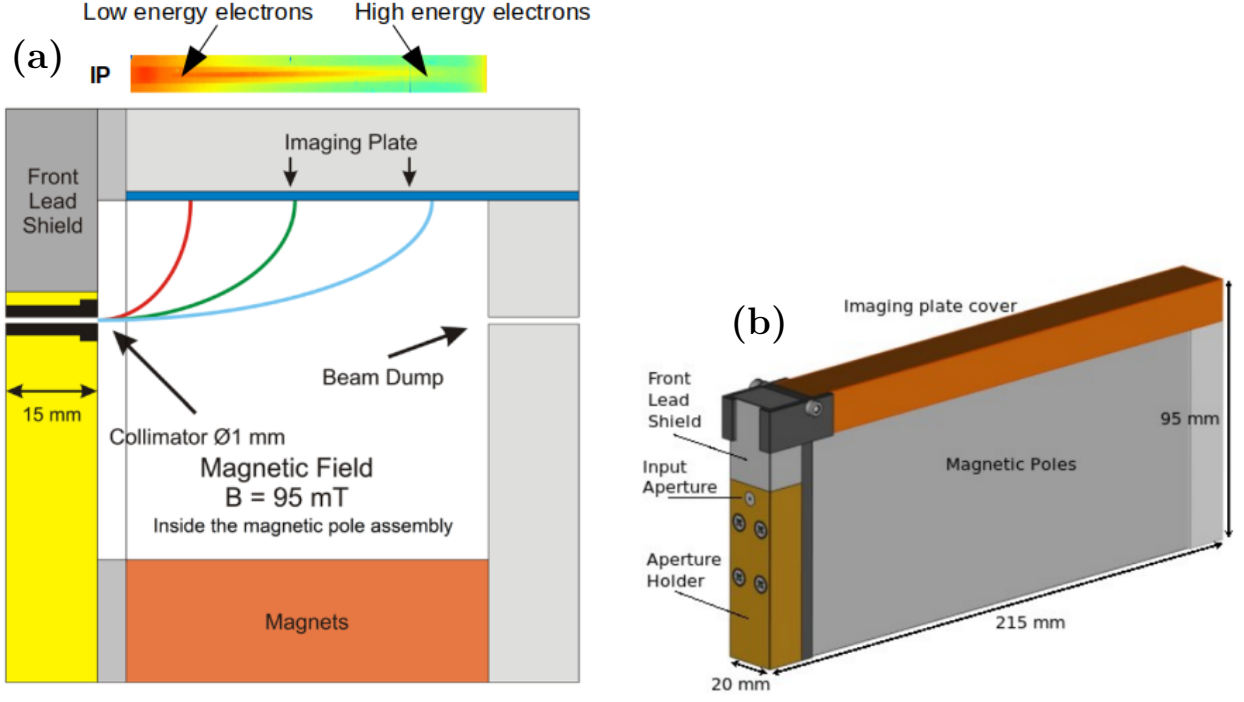 Low energy electrons
High energy electrons
(a)
IP
Imaging Plate
Front
Lead
Shield
Beam Dump
15 mm
Collimator Ø1 mm
Magnetic Field
B = 95 mT
Inside the magnetic pole assembly
Magnets
(b)
Imaging plate cover
Front
Lead
Shield
95 mm
Input
Aperture
Magnetic Poles
Aperture
Holder
215 mm
20 mm